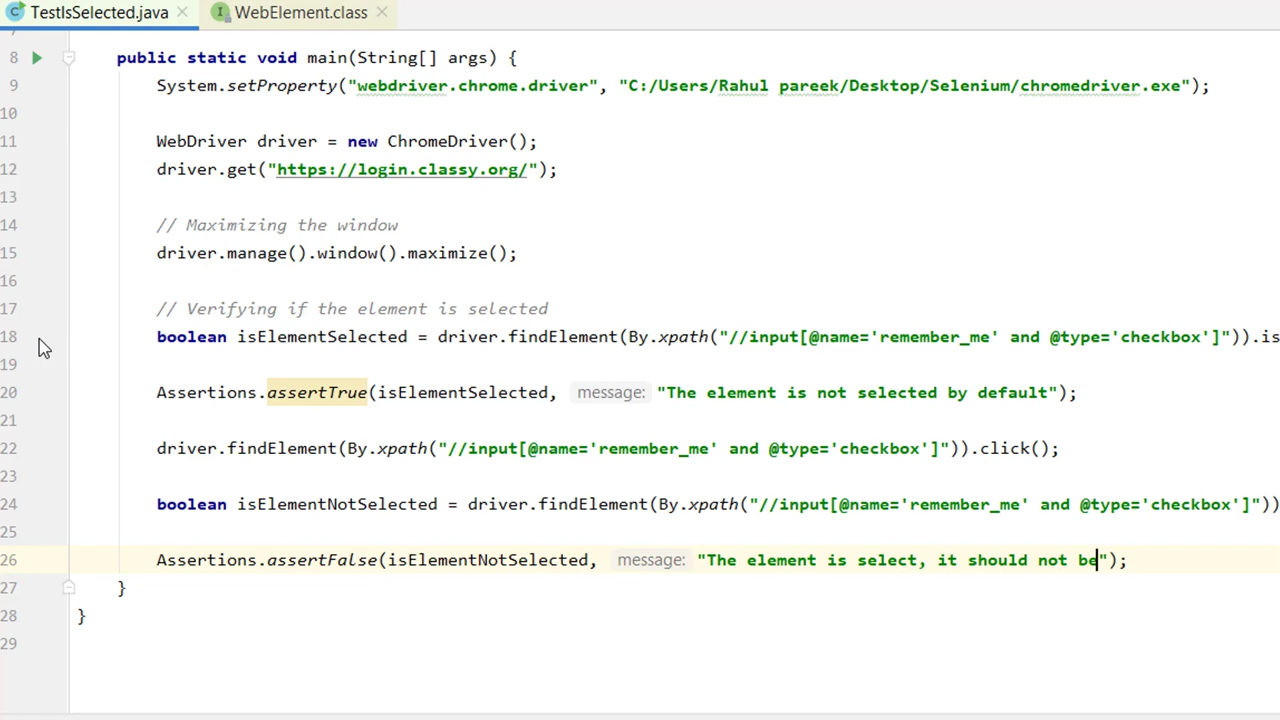 TestIsSelected.java WebElement.class
8 public static void main(String[] args) {
9 System.setProperty("webdriver.chrome.driver", "C:/Users/Rahul pareek/Desktop/Selenium/chromedriver.exe");
10
11 WebDriver driver = new ChromeDriver();
12 driver.get("https://login.classy.org/");
13
14 // Maximizing the window
15 driver.manage().window().maximize();
16
17 // Verifying if the element is selected
18 boolean isElementSelected = driver.findElement(By.xpath("//input[@name='remember_me' and @type='checkbox']")).is
19
20 Assertions.assertTrue(isElementSelected, message: "The element is not selected by default");
21
22 driver.findElement(By.xpath("//input[@name='remember_me' and @type='checkbox']")).click();
23
24 boolean isElementNotSelected = driver.findElement(By.xpath("//input[@name='remember_me' and @type='checkbox']"))
25
26 Assertions.assertFalse(isElementNotSelected, message: "The element is select, it should not be");
27 }
28 }
29